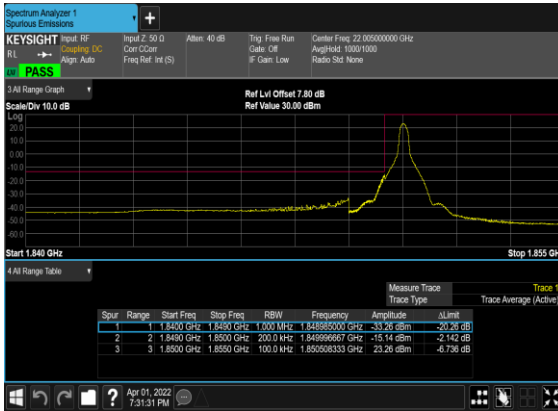 Spectrum Analyzer 1
Spurious Emissions
KEYSIGHT Input: RF Input Z: 50 Ω Atten: 40 dB Trig: Free Run Center Freq: 22.005000000 GHz
RL Coupling: DC Corr CCorr Gate: Off Avg|Hold: 1000/1000
Align: Auto Freq Ref: Int (S) IF Gain: Low Radio Std: None
PASS
3 All Range Graph Ref Lvl Offset 7.80 dB
Scale/Div 10.0 dB Ref Value 30.00 dBm
Log
20.0
10.0
0.00
-10.0
-20.0
-30.0
-40.0
-50.0
-60.0
Start 1.840 GHz Stop 1.855 GH
4 All Range Table
Measure Trace Trace 1
Trace Type Trace Average (Active)
Spur Range Start Freq Stop Freq RBW Frequency Amplitude ΔLimit
1 1 1.8400 GHz 1.8490 GHz 1.000 MHz 1.848985000 GHz -33.26 dBm -20.26 dB
2 2 1.8490 GHz 1.8500 GHz 200.0 kHz 1.849996667 GHz -15.14 dBm -2.142 dB
3 3 1.8500 GHz 1.8550 GHz 100.0 kHz 1.850508333 GHz 23.26 dBm -6.736 dB
? Apr 01, 2022
7:31:31 PM